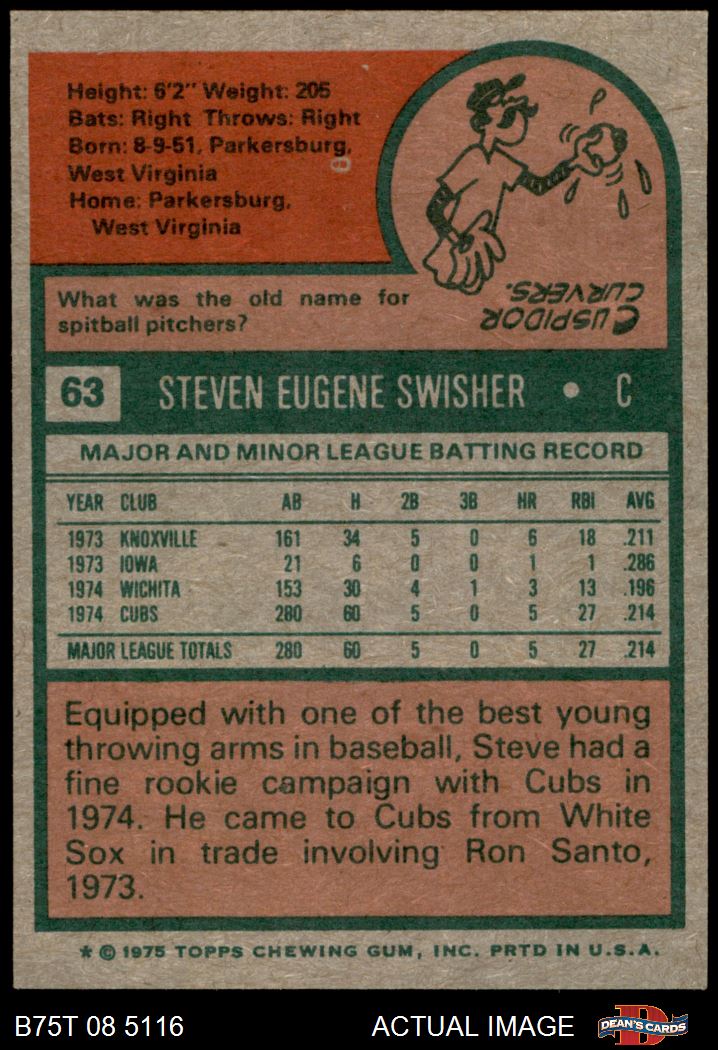 Height: 6'2" Weight: 205
Bats: Right Throws: Right
Born: 8-9-51, Parkersburg,
West Virginia
Home: Parkersburg,
West Virginia
What was the old name for
spitball pitchers?
CUSPIDOR
CURVERS.
63 STEVEN EUGENE SWISHER • C
MAJOR AND MINOR LEAGUE BATTING RECORD
YEAR CLUB AB H 2B 3B HR RBI AVG
1973 KNOXVILLE 161 34 5 0 6 18 .211
1973 IOWA 21 6 0 0 1 1 .286
1974 WICHITA 153 30 4 1 3 13 .196
1974 CUBS 280 60 5 0 5 27 .214
MAJOR LEAGUE TOTALS 280 60 5 0 5 27 .214
Equipped with one of the best young
throwing arms in baseball, Steve had a
fine rookie campaign with Cubs in
1974. He came to Cubs from White
Sox in trade involving Ron Santo,
1973.
* © 1975 TOPPS CHEWING GUM, INC. PRTD IN U.S.A.
B75T 08 5116 ACTUAL IMAGE D DEAN'S CARDS